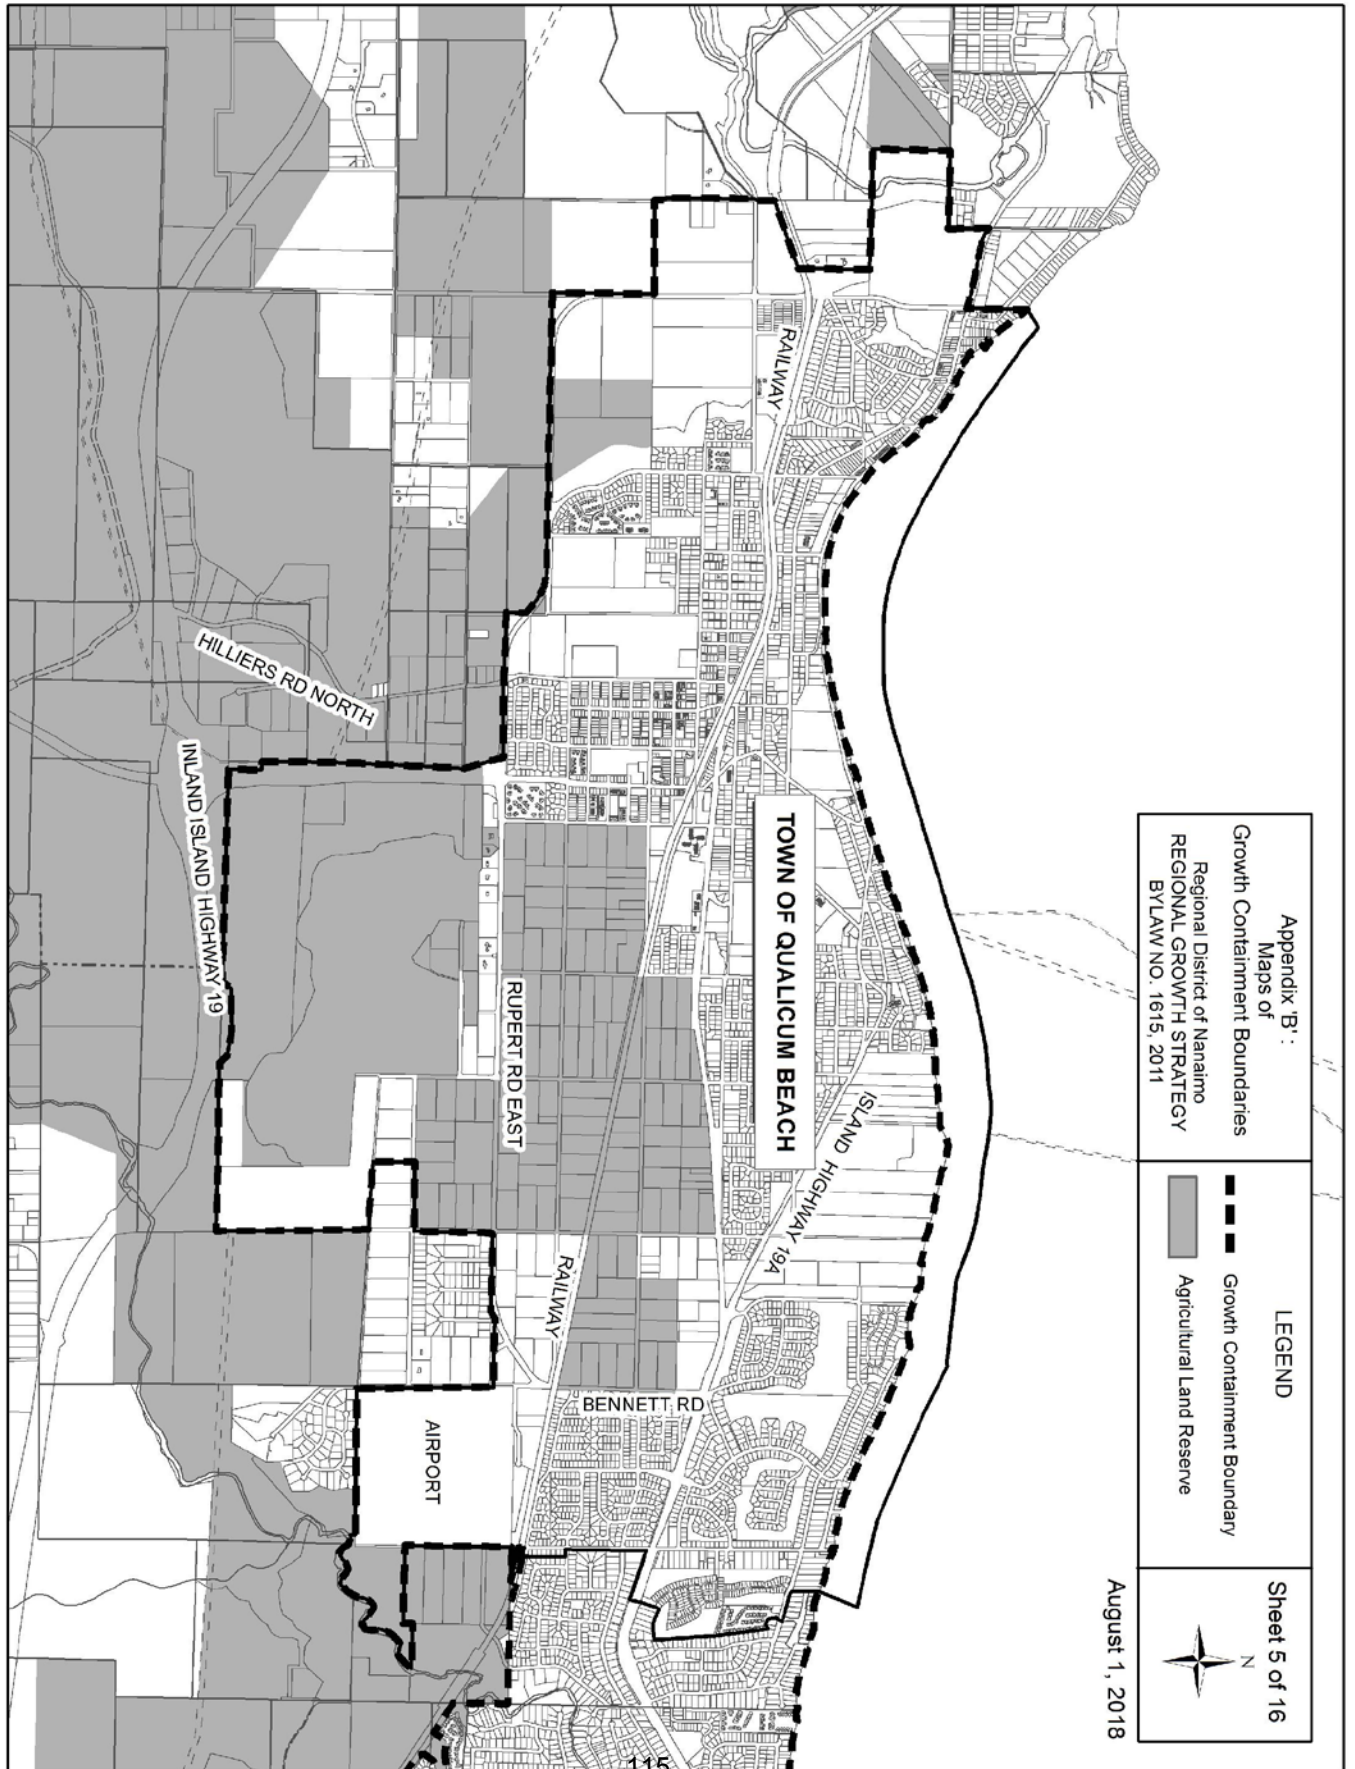 Appendix 'B' :
Maps of
Growth Containment Boundaries
Regional District of Nanaimo
REGIONAL GROWTH STRATEGY
BYLAW NO. 1615, 2011
LEGEND
Growth Containment Boundary
Agricultural Land Reserve
Sheet 5 of 16
N
August 1, 2018
TOWN OF QUALICUM BEACH
RAILWAY
ISLAND HIGHWAY 19A
HILLIERS RD NORTH
RUPERT RD EAST
INLAND ISLAND HIGHWAY 19
RAILWAY
BENNETT RD
AIRPORT
115